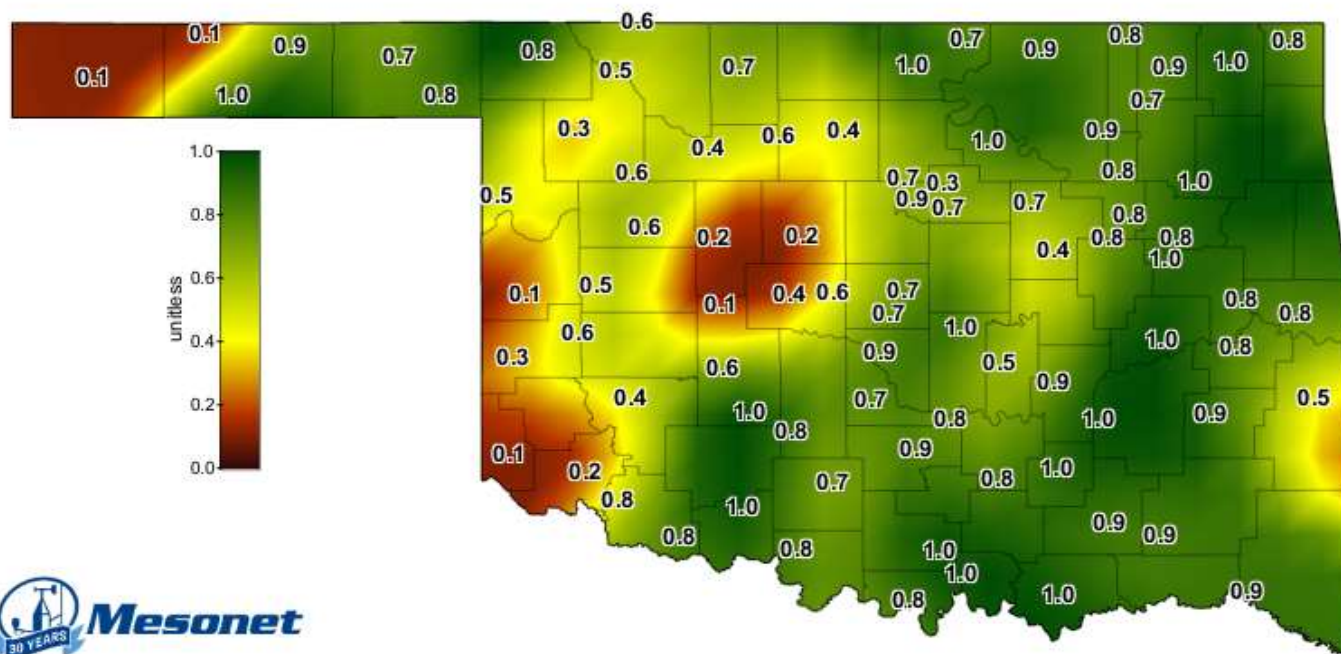 0.6
0.1 0.9 0.7 0.8 0.7 0.9 0.8 0.8
0.1 0.5 0.7 1.0 0.9 1.0
1.0 0.8 0.7
0.3 0.4 0.6 0.4 1.0 0.9
1.0
0.6 0.7 0.3 0.8 1.0
0.5 0.9 0.7 0.7 0.8
0.8 0.6 0.2 0.2 0.4 0.8 0.8
1.0
0.1 0.5 0.1 0.4 0.6 0.7 0.8 0.8
0.6 0.6 0.7 1.0 1.0 0.8
unitless
0.3 0.6 0.9 0.5 0.9
0.4
0.4 1.0 0.7 0.8 1.0 0.9 0.5
0.8 0.9
0.2
0.1 0.2 0.7 0.8 1.0
0.0 0.8 1.0
0.8 0.8 1.0 0.9 0.9
1.0
0.8 1.0 0.9
30 YEARS Mesonet